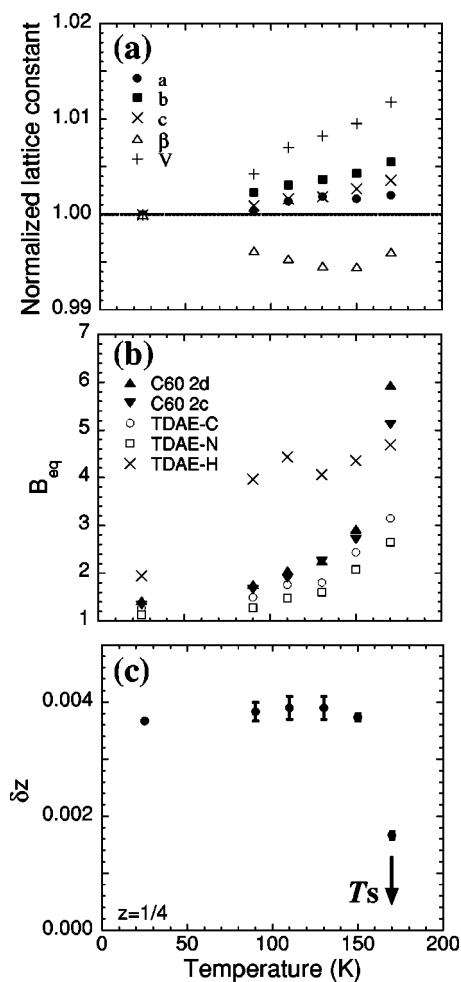 1.02
(a)
a
b
c
β
V
1.01
1.00
0.99
Normalized lattice constant
7
(b)
C60 2d
C60 2c
TDAE-C
TDAE-N
TDAE-H
6
5
4
3
2
1
Beq
(c)
0.004
0.002
0.000
δz
Ts
z=1/4
0 50 100 150 200
Temperature (K)